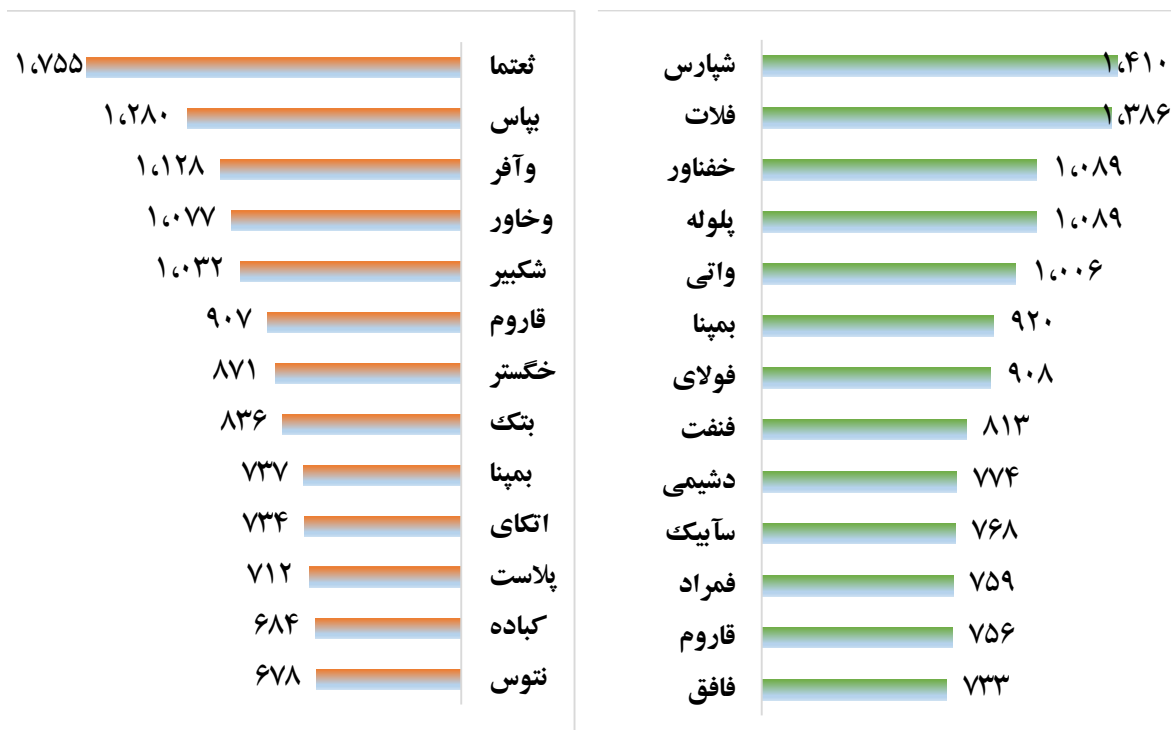 شپارس ۱،۴۱۰
فلات ۱،۳۸۶
خفناور ۱،۰۸۹
پلوله ۱،۰۸۹
واتی ۱،۰۰۶
بمپنا ۹۲۰
فولای ۹۰۸
فنفت ۸۱۳
دشیمی ۷۷۴
سآبیک ۷۶۸
فمراد ۷۵۹
قاروم ۷۵۶
فافق ۷۳۳
ثعتما ۱،۷۵۵
بپاس ۱،۲۸۰
وآفر ۱،۱۲۸
وخاور ۱،۰۷۷
شکبیر ۱،۰۳۲
قاروم ۹۰۷
خگستر ۸۷۱
بتک ۸۳۶
بمپنا ۷۳۷
اتکای ۷۳۴
پلاست ۷۱۲
کباده ۶۸۴
نتوس ۶۷۸